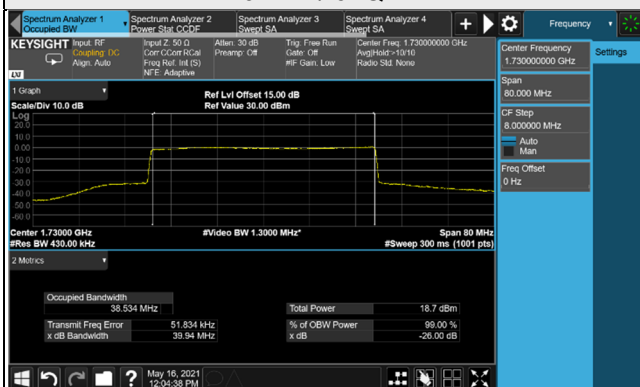 Spectrum Analyzer 1
Occupied BW
Spectrum Analyzer 2
Power Stat CCDF
Spectrum Analyzer 3
Swept SA
Spectrum Analyzer 4
Swept SA
+
Frequency
KEYSIGHT
Input: RF
Coupling: DC
Align: Auto
Input Z: 50 Ω
Corr CCorr RCal
Freq Ref: Int (S)
NFE: Adaptive
Atten: 30 dB
Preamp: Off
Trig: Free Run
Gate: Off
#IF Gain: Low
Center Freq: 1.730000000 GHz
Avg|Hold:>10/10
Radio Std: None
LXI
Center Frequency
1.730000000 GHz
Settings
Span
80.000 MHz
CF Step
8.000000 MHz
Auto
Man
Freq Offset
0 Hz
1 Graph
Scale/Div 10.0 dB
Ref Lvl Offset 15.00 dB
Ref Value 30.00 dBm
Log
20.0
10.0
0.00
-10.0
-20.0
-30.0
-40.0
-50.0
-60.0
Center 1.73000 GHz
#Video BW 1.3000 MHz*
Span 80 MHz
#Res BW 430.00 kHz
#Sweep 300 ms (1001 pts)
2 Metrics
Occupied Bandwidth
38.534 MHz
Total Power 18.7 dBm
Transmit Freq Error 51.834 kHz
% of OBW Power 99.00 %
x dB Bandwidth 39.94 MHz
x dB -26.00 dB
?
May 16, 2021
12:04:38 PM